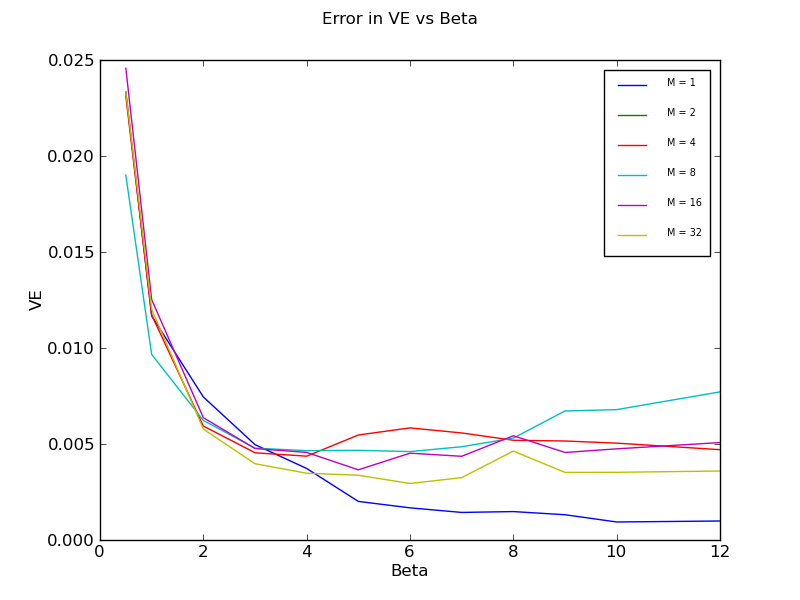 Error in VE vs Beta
0.025
0.020
0.015
0.010
0.005
0.000
VE
M = 1
M = 2
M = 4
M = 8
M = 16
M = 32
0 2 4 6 8 10 12
Beta